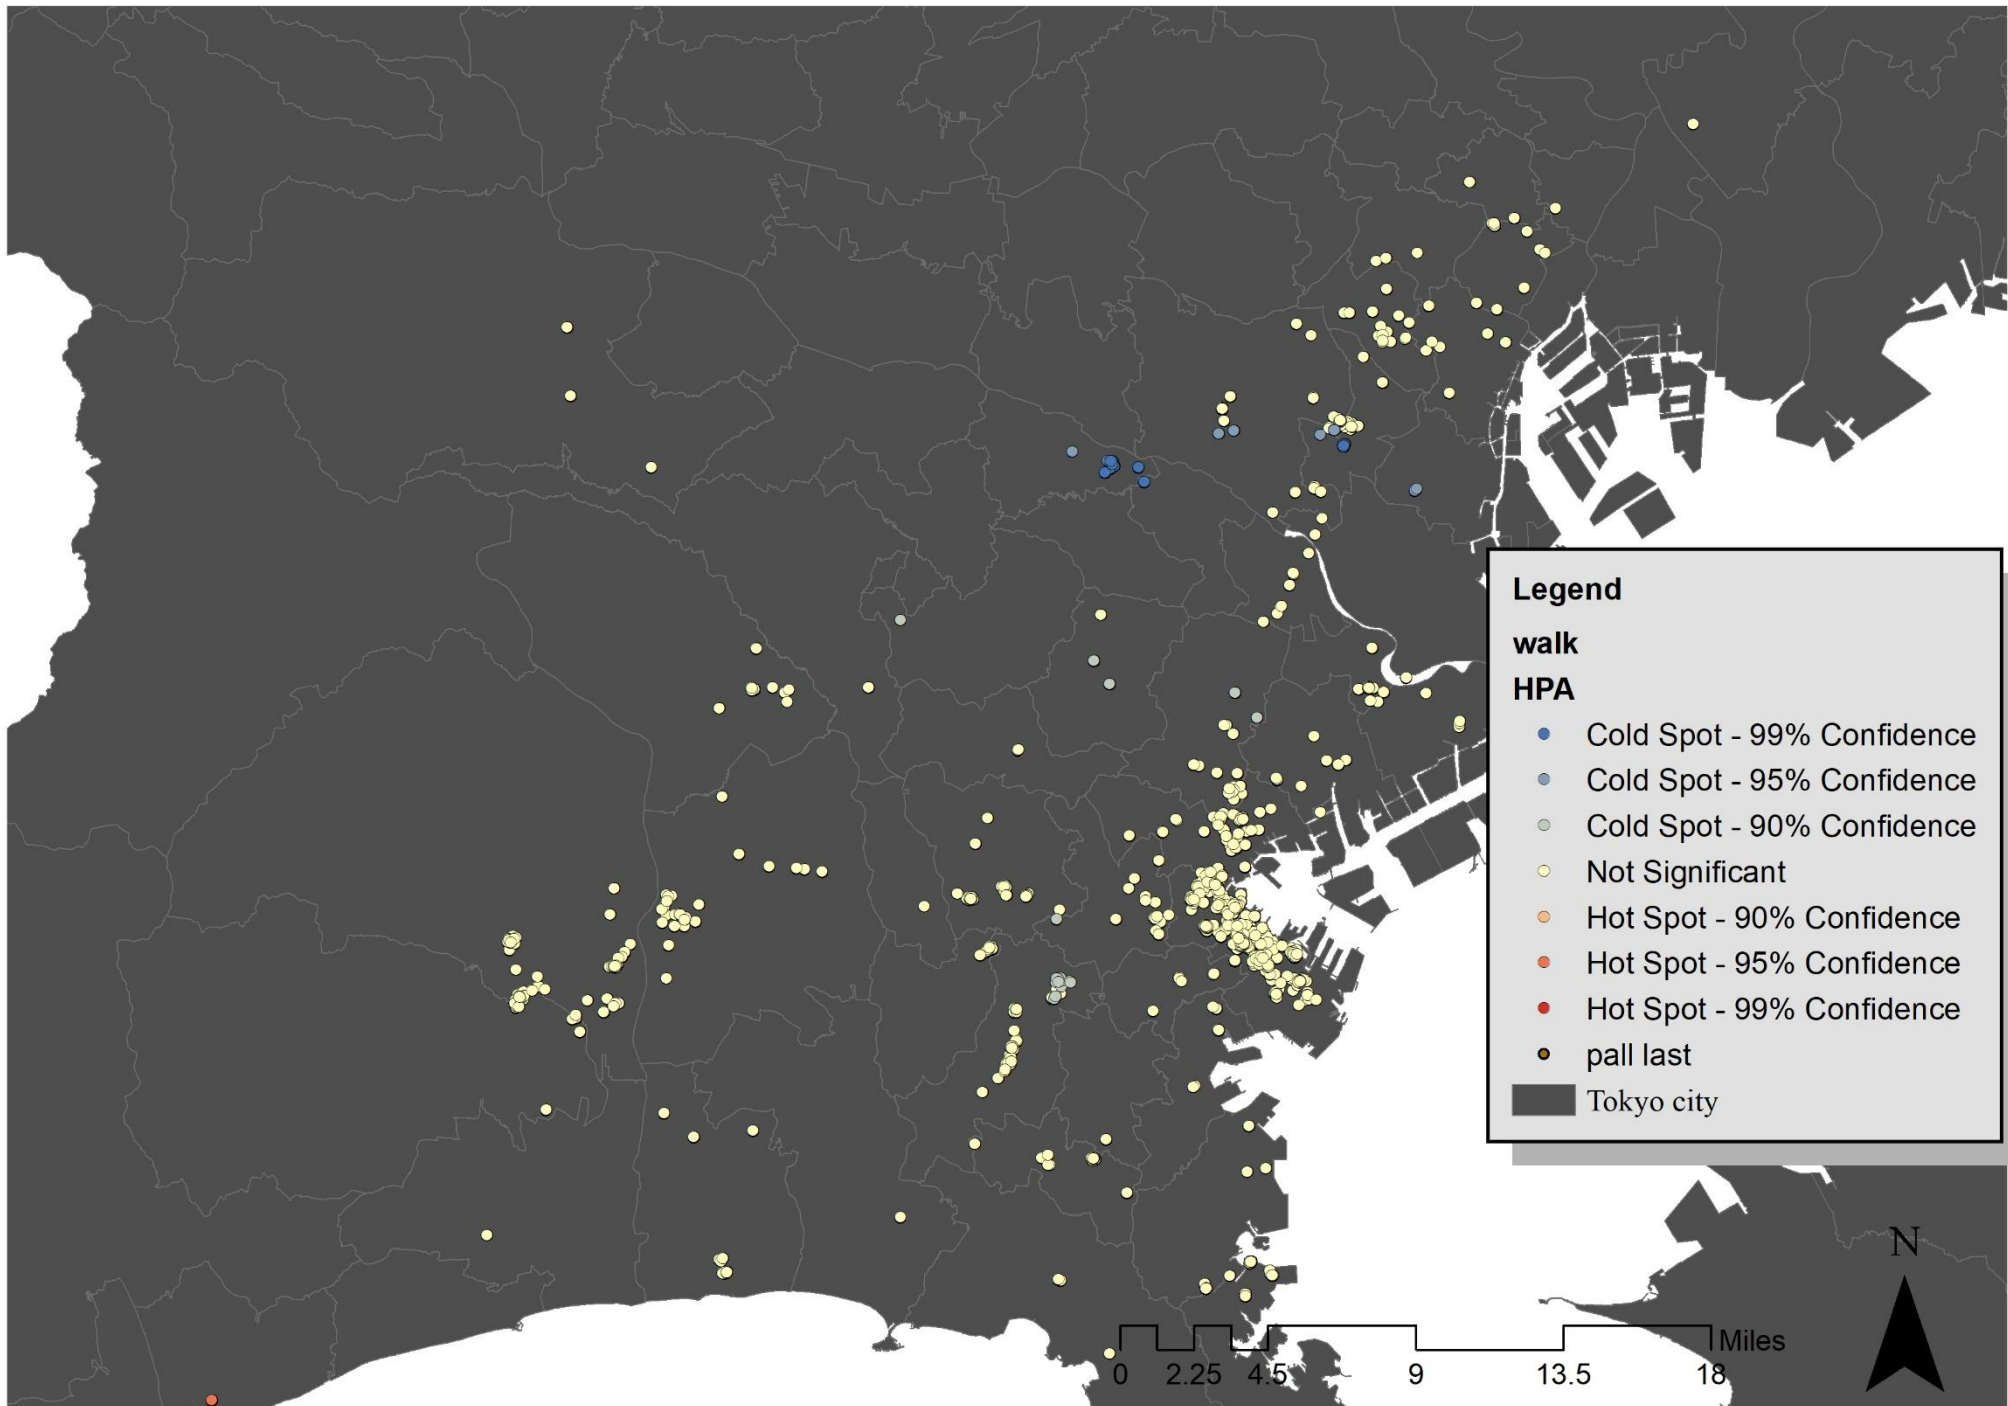 Legend
walk
HPA
Cold Spot - 99% Confidence
Cold Spot - 95% Confidence
Cold Spot - 90% Confidence
Not Significant
Hot Spot - 90% Confidence
Hot Spot - 95% Confidence
Hot Spot - 99% Confidence
pall last
Tokyo city
N
Miles
0 2.25 4.5 9 13.5 18